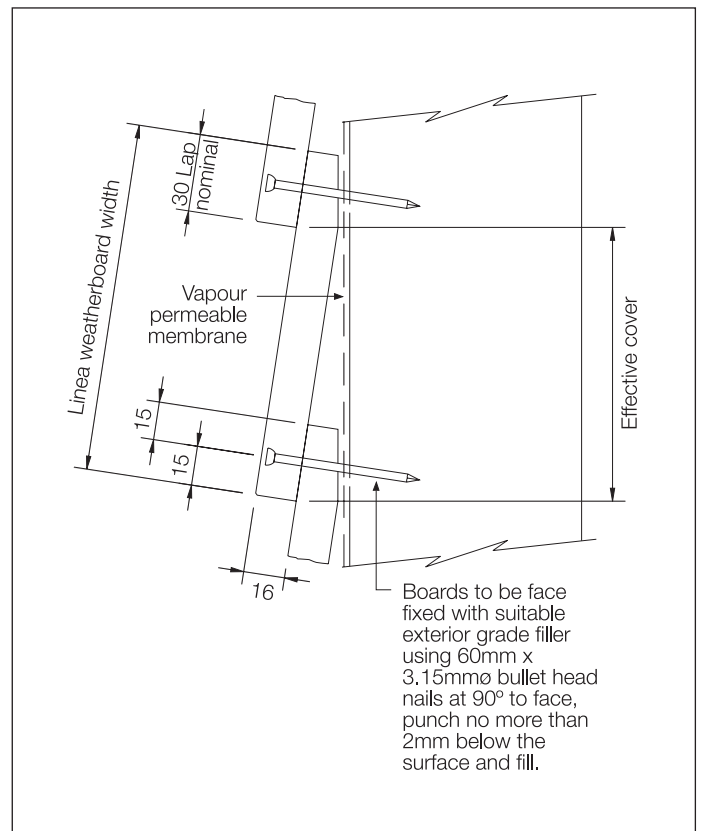 30 Lap
nominal
Linea weatherboard width
Vapour
permeable
membrane
Effective cover
15
15
16
Boards to be face
fixed with suitable
exterior grade filler
using 60mm x
3.15mmø bullet head
nails at 90º to face,
punch no more than
2mm below the
surface and fill.